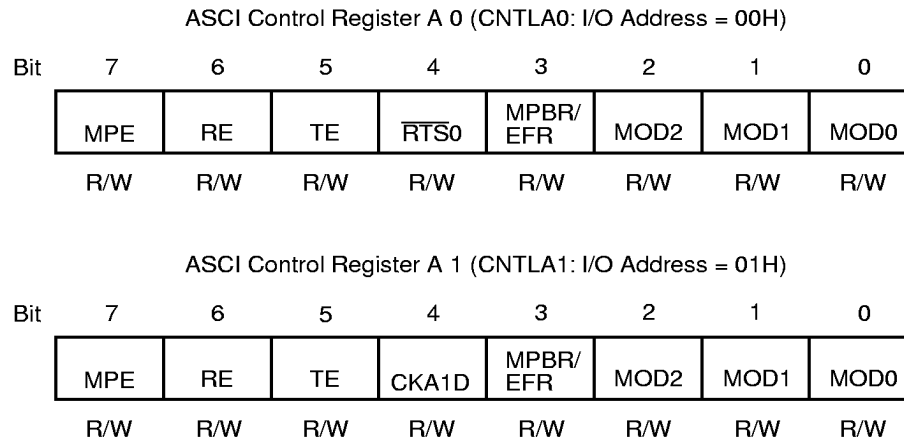 ASCI Control Register A 0 (CNTLA0: I/O Address = 00H)
Bit 7 6 5 4 3 2 1 0
MPE RE TE R̅T̅S̅0 MPBR/ EFR MOD2 MOD1 MOD0
R/W R/W R/W R/W R/W R/W R/W R/W
ASCI Control Register A 1 (CNTLA1: I/O Address = 01H)
Bit 7 6 5 4 3 2 1 0
MPE RE TE CKA1D MPBR/ EFR MOD2 MOD1 MOD0
R/W R/W R/W R/W R/W R/W R/W R/W